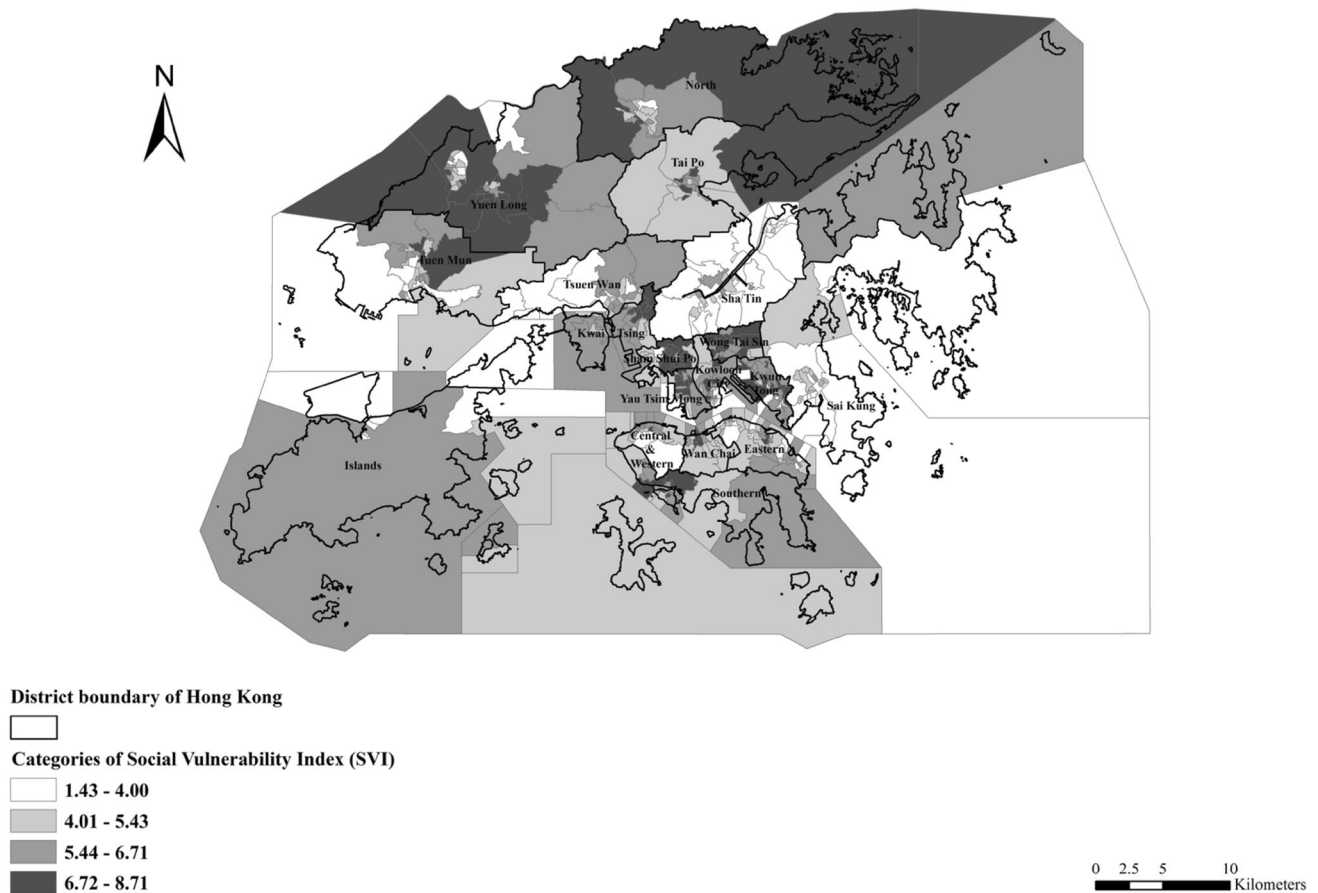 N
North
Tai Po
Yuen Long
Tuen Mun
Tsuen Wan
Sha Tin
Kwai Tsing
Wong Tai Sin
Sham Shui Po
Kowloon
City
Kwun
Tong
Yau Tsim Mong
Sai Kung
Central
&
Western
Wan Chai
Eastern
Islands
Southern
District boundary of Hong Kong
Categories of Social Vulnerability Index (SVI)
1.43 - 4.00
4.01 - 5.43
5.44 - 6.71
6.72 - 8.71
0 2.5 5 10
Kilometers